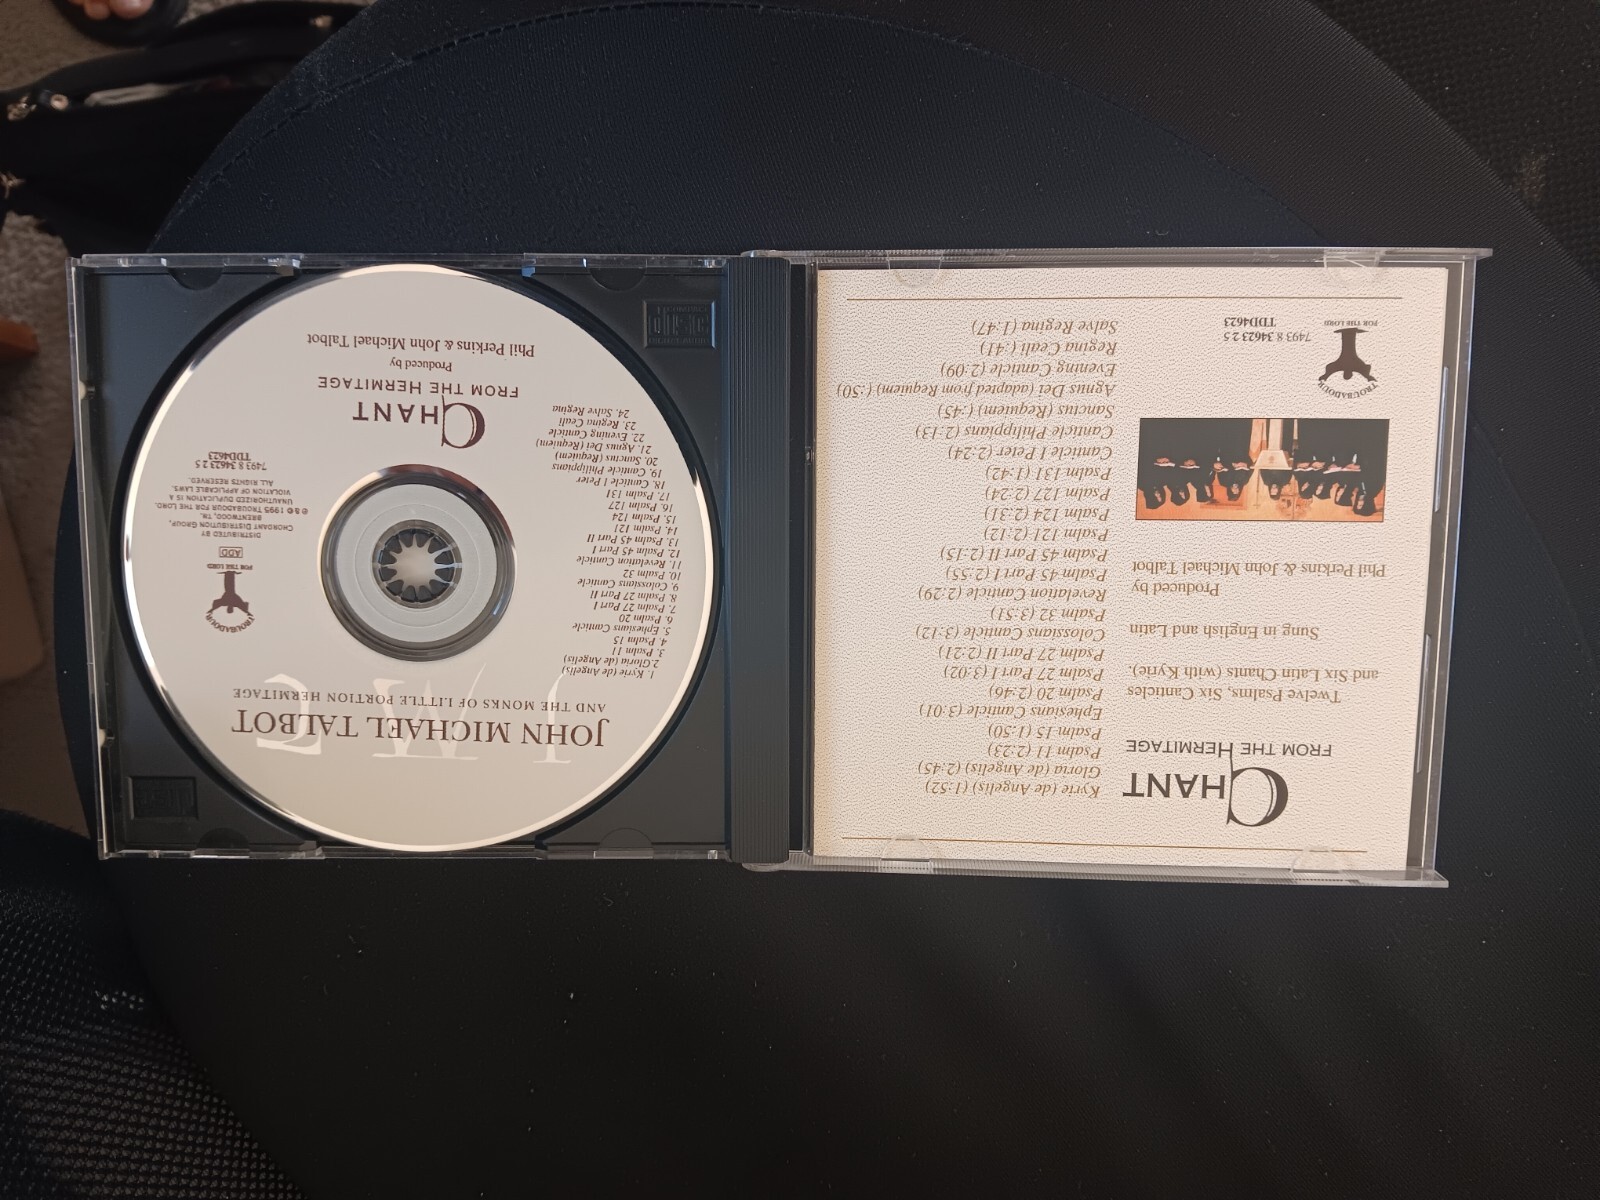 JOHN MICHAEL TALBOT
AND THE MONKS OF LITTLE PORTION HERMITAGE
1. Kyrie (de Angelis)
2. Gloria (de Angelis)
3. Psalm 11
4. Psalm 15
5. Ephesians Canticle
6. Psalm 20
7. Psalm 27 Part I
8. Psalm 27 Part II
9. Colossians Canticle
10. Psalm 32
11. Revelation Canticle
12. Psalm 45 Part I
13. Psalm 45 Part II
14. Psalm 121
15. Psalm 124
16. Psalm 127
17. Psalm 131
18. Canticle I Peter
19. Canticle Philippians
20. Sanctus (Requiem)
21. Agnus Dei (Requiem)
22. Evening Canticle
23. Regina Ceali
24. Salve Regina
TROUBADOUR
FOR THE LORD
ADD
DISTRIBUTED BY
CHORDANT DISTRIBUTION GROUP,
BRENTWOOD, TN.
℗ & © 1995 TROUBADOUR FOR THE LORD.
UNAUTHORIZED DUPLICATION IS A
VIOLATION OF APPLICABLE LAWS.
ALL RIGHTS RESERVED.
7493 8 34623 2 5
TDD4623
CHANT
FROM THE HERMITAGE
Produced by
Phil Perkins & John Michael Talbot
CHANT
FROM THE HERMITAGE
Twelve Psalms, Six Canticles,
and Six Latin Chants (with Kyrie).
Sung in English and Latin
Produced by
Phil Perkins & John Michael Talbot
TROUBADOUR
FOR THE LORD
7493 8 34623 2 5
TDD4623
Kyrie (de Angelis) (1:52)
Gloria (de Angelis) (2:45)
Psalm 11 (2:23)
Psalm 15 (1:50)
Ephesians Canticle (3:01)
Psalm 20 (2:46)
Psalm 27 Part I (3:02)
Psalm 27 Part II (2:21)
Colossians Canticle (3:12)
Psalm 32 (3:51)
Revelation Canticle (2:29)
Psalm 45 Part I (2:55)
Psalm 45 Part II (2:15)
Psalm 121 (2:12)
Psalm 124 (2:31)
Psalm 127 (2:24)
Psalm 131 (1:42)
Canticle I Peter (2:24)
Canticle Philippians (2:13)
Sanctus (Requiem) (:45)
Agnus Dei (adapted from Requiem) (:50)
Evening Canticle (2:09)
Regina Ceali (:41)
Salve Regina (1:47)